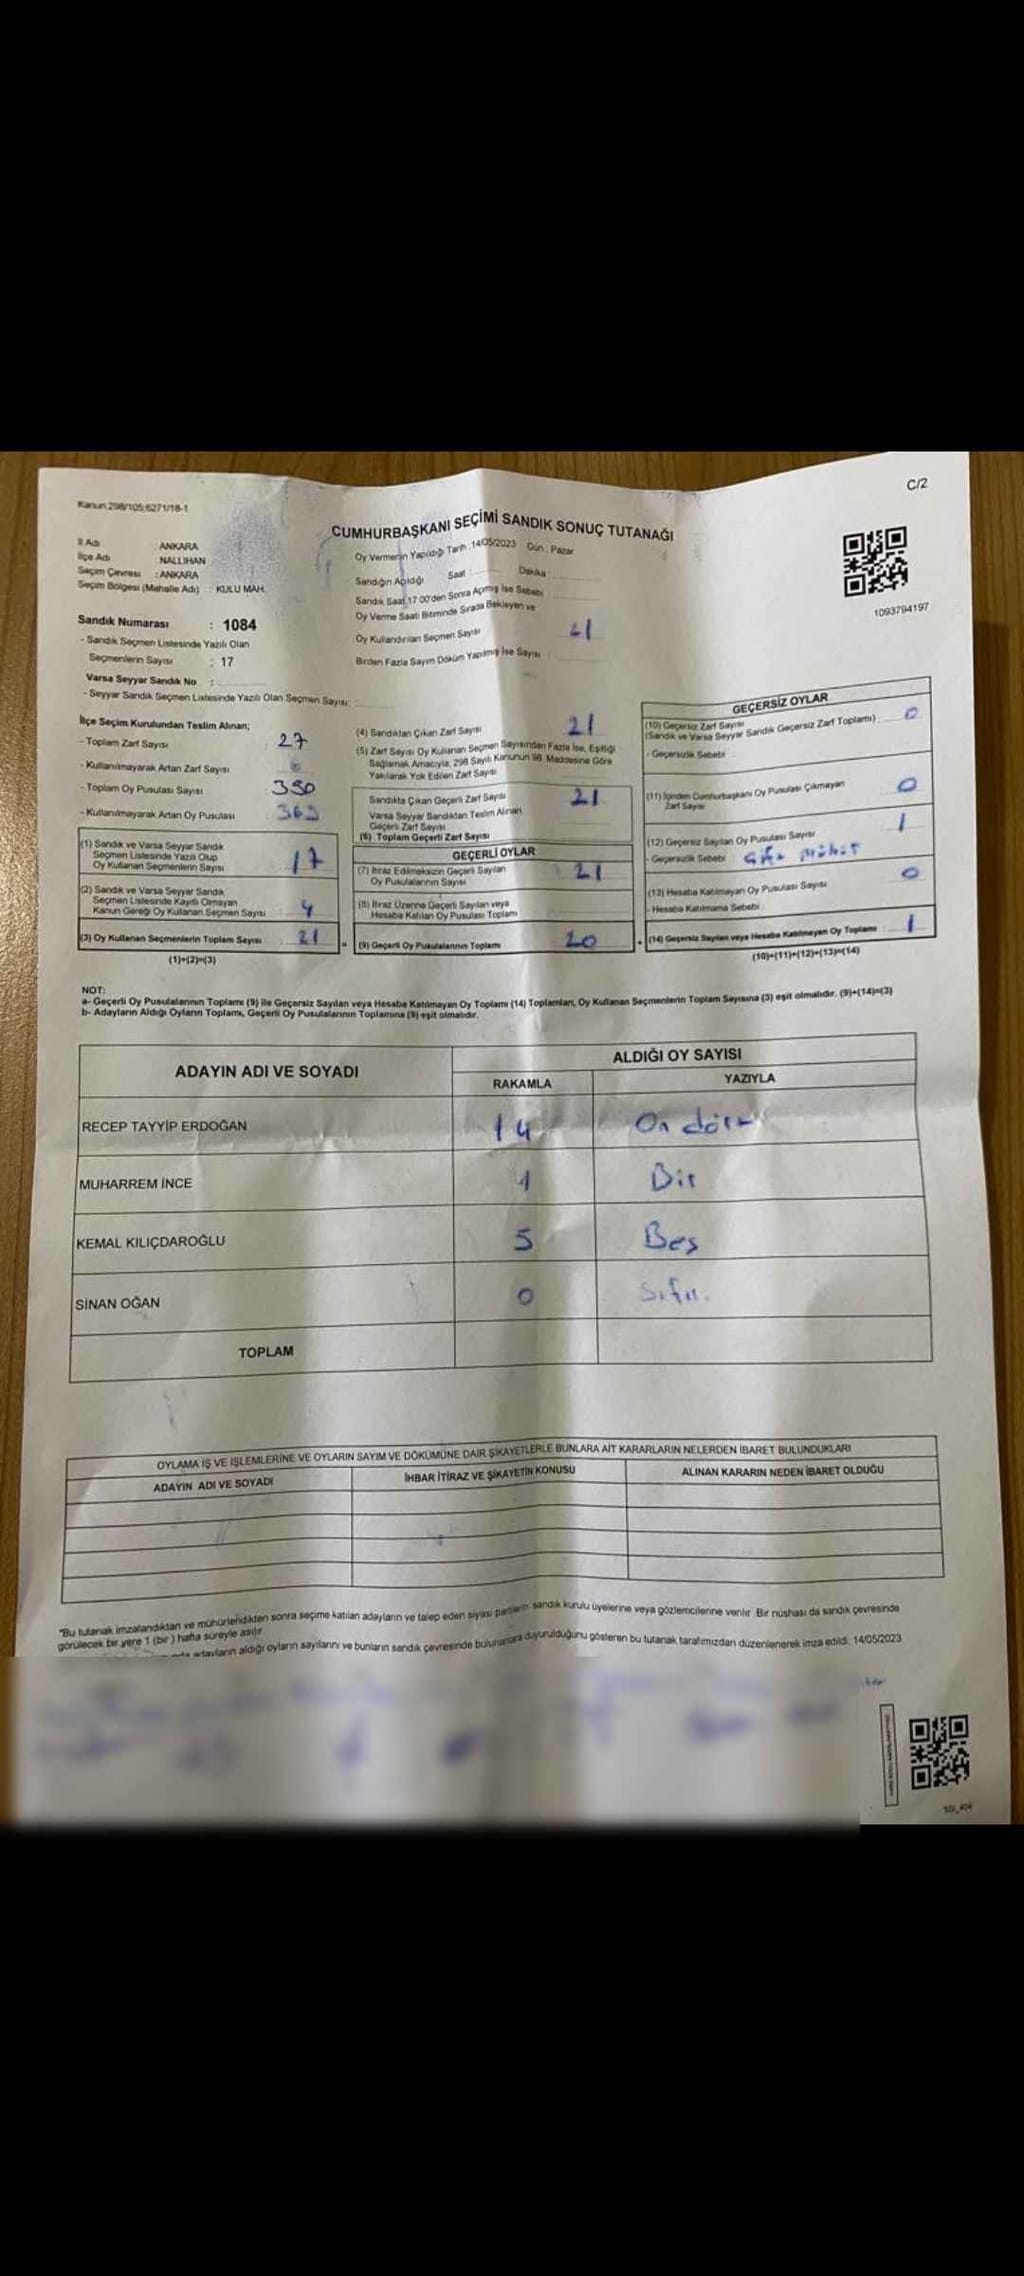 Kanun:298/105;6271/18-1
C/2
CUMHURBAŞKANI SEÇİMİ SANDIK SONUÇ TUTANAĞI
İl Adı : ANKARA
İlçe Adı : NALLIHAN
Seçim Çevresi : ANKARA
Seçim Bölgesi (Mahalle Adı) : KULU MAH.
Oy Vermenin Yapıldığı Tarih : 14/05/2023 Gün : Pazar
Sandığın Açıldığı Saat Dakika :
Sandık Saat 17:00'den Sonra Açmış İse Sebebi :
Oy Verme Saati Bitiminde Sırada Bekleyen ve
Oy Kullandırılan Seçmen Sayısı 21
Birden Fazla Sayım Döküm Yapılmış İse Sayısı :
1093794197
Sandık Numarası : 1084
- Sandık Seçmen Listesinde Yazılı Olan
Seçmenlerin Sayısı : 17
Varsa Seyyar Sandık No :
- Seyyar Sandık Seçmen Listesinde Yazılı Olan Seçmen Sayısı:
İlçe Seçim Kurulundan Teslim Alınan;
- Toplam Zarf Sayısı : 27
- Kullanılmayarak Artan Zarf Sayısı 6
- Toplam Oy Pusulası Sayısı 390
- Kullanılmayarak Artan Oy Pusulası : 369
(1) Sandık ve Varsa Seyyar Sandık
Seçmen Listesinde Yazılı Olup
Oy Kullanan Seçmenlerin Sayısı : 17
(2) Sandık ve Varsa Seyyar Sandık
Seçmen Listesinde Kayıtlı Olmayan
Kanun Gereği Oy Kullanan Seçmen Sayısı 4
(3) Oy Kullanan Seçmenlerin Toplam Sayısı : 21
(1)+(2)=(3)
(4) Sandıktan Çıkan Zarf Sayısı 21
(5) Zarf Sayısı Oy Kullanan Seçmen Sayısından Fazla İse, Eşitliği
Sağlamak Amacıyla, 298 Sayılı Kanunun 98. Maddesine Göre
Yakılarak Yok Edilen Zarf Sayısı
Sandıkta Çıkan Geçerli Zarf Sayısı 21
Varsa Seyyar Sandıktan Teslim Alınan
Geçerli Zarf Sayısı
(6) Toplam Geçerli Zarf Sayısı
GEÇERLİ OYLAR
(7) İtiraz Edilmeksizin Geçerli Sayılan
Oy Pusulalarının Sayısı 21
(8) İtiraz Üzerine Geçerli Sayılan veya
Hesaba Katılan Oy Pusulası Toplamı
= (9) Geçerli Oy Pusulalarının Toplamı 20
GEÇERSİZ OYLAR
(10) Geçersiz Zarf Sayısı
(Sandık ve Varsa Seyyar Sandık Geçersiz Zarf Toplamı) : 0
- Geçersizlik Sebebi :
(11) İçinden Cumhurbaşkanı Oy Pusulası Çıkmayan
Zarf Sayısı 0
(12) Geçersiz Sayılan Oy Pusulası Sayısı 1
- Geçersizlik Sebebi : Çift Mühür
(13) Hesaba Katılmayan Oy Pusulası Sayısı 0
- Hesaba Katılmama Sebebi :
+ (14) Geçersiz Sayılan veya Hesaba Katılmayan Oy Toplamı : 1
(10)+(11)+(12)+(13)=(14)
NOT:
a- Geçerli Oy Pusulalarının Toplamı (9) ile Geçersiz Sayılan veya Hesaba Katılmayan Oy Toplamı (14) Toplamları, Oy Kullanan Seçmenlerin Toplam Sayısına (3) eşit olmalıdır. (9)+(14)=(3)
b- Adayların Aldığı Oyların Toplamı, Geçerli Oy Pusulalarının Toplamına (9) eşit olmalıdır.
ADAYIN ADI VE SOYADI ALDIĞI OY SAYISI
RAKAMLA YAZIYLA
RECEP TAYYİP ERDOĞAN 14 On dört
MUHARREM İNCE 1 Bir
KEMAL KILIÇDAROĞLU 5 Beş
SİNAN OĞAN 0 Sıfır
TOPLAM
OYLAMA İŞ VE İŞLEMLERİNE VE OYLARIN SAYIM VE DÖKÜMÜNE DAİR ŞİKAYETLERLE BUNLARA AİT KARARLARIN NELERDEN İBARET BULUNDUKLARI
ADAYIN ADI VE SOYADI İHBAR İTİRAZ VE ŞİKAYETİN KONUSU ALINAN KARARIN NEDEN İBARET OLDUĞU
"Bu tutanak imzalandıktan ve mühürlendikten sonra seçime katılan adayların ve talep eden siyasi partilerin sandık kurulu üyelerine veya gözlemcilerine verilir. Bir nüshası da sandık çevresinde
görülecek bir yere 1 (bir) hafta süreyle asılır.
adayların aldığı oyların sayılarını ve bunların sandık çevresinde bulunanlara duyurulduğunu gösteren bu tutanak tarafımızdan düzenlenerek imza edildi. 14/05/2023